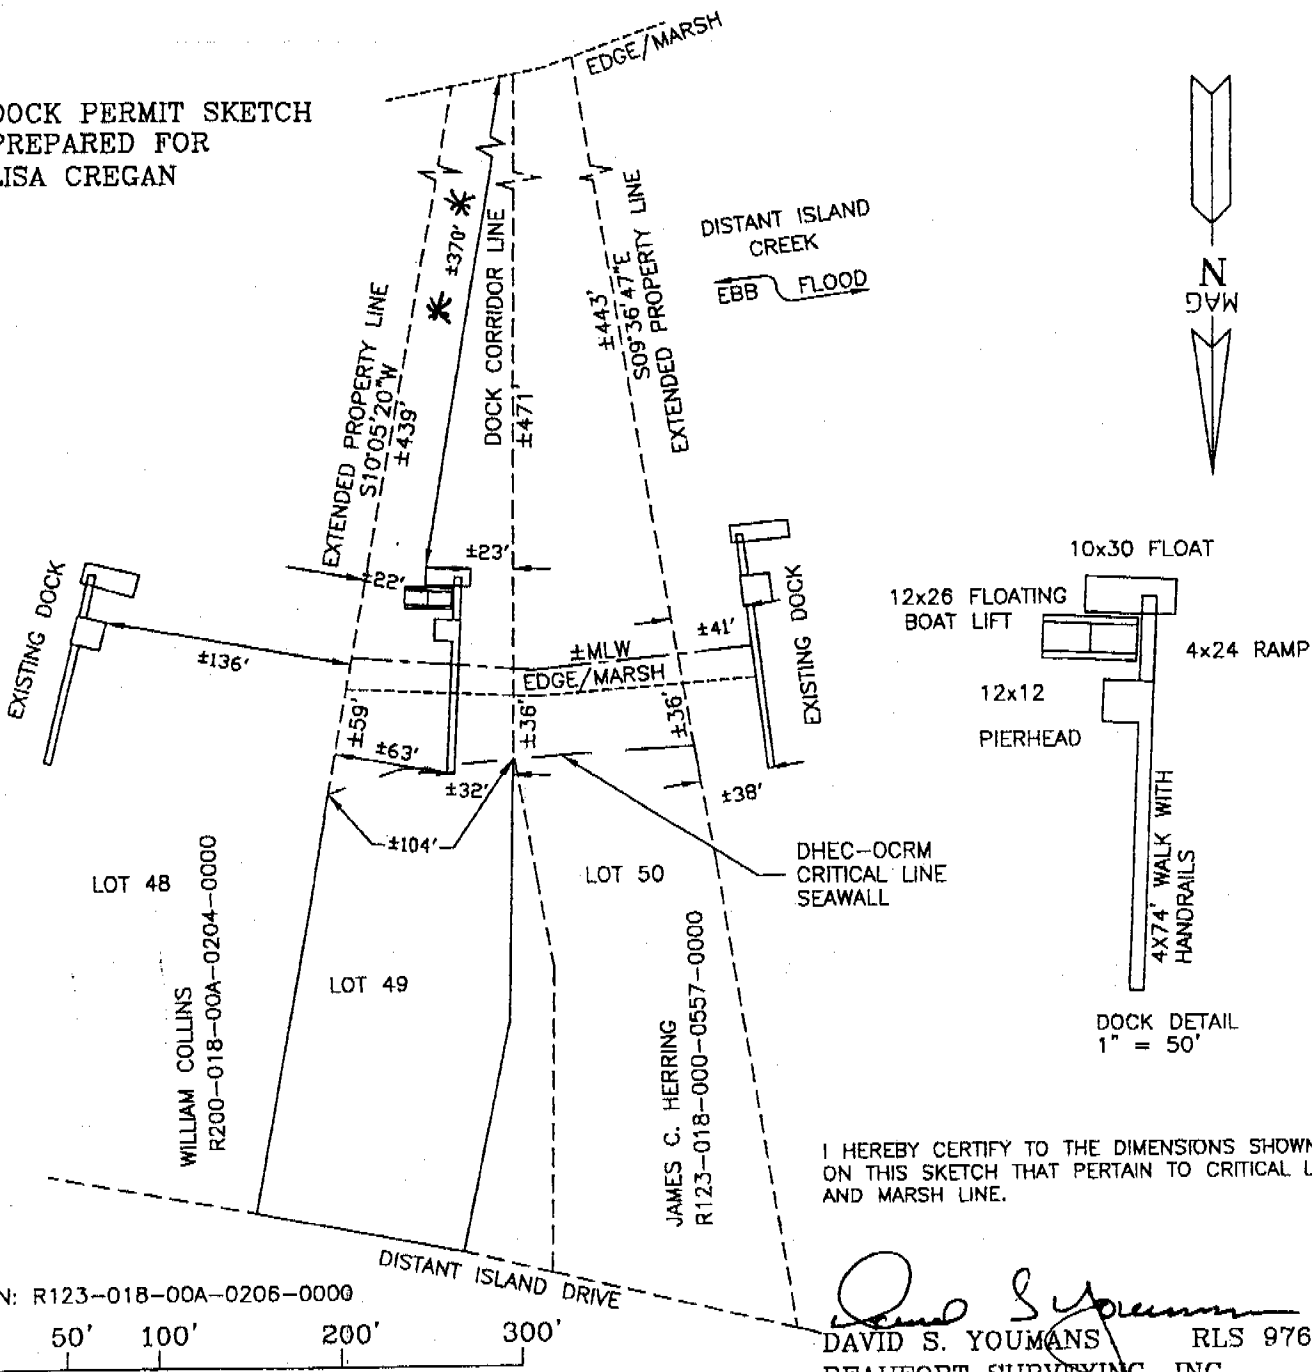 DOCK PERMIT SKETCH
PREPARED FOR
LISA CREGAN
EDGE/MARSH
±370'
DOCK CORRIDOR LINE
±471'
EXTENDED PROPERTY LINE
S10°05'20"W
±439'
±443'
S09°36'47"E
EXTENDED PROPERTY LINE
DISTANT ISLAND
CREEK
EBB FLOOD
N
MAG
±23'
±22'
EXISTING DOCK
±136'
±MLW
EDGE/MARSH
±41'
EXISTING DOCK
±59'
±63'
±36'
±36'
±32'
±38'
±104'
DHEC-OCRM
CRITICAL LINE
SEAWALL
10x30 FLOAT
12x26 FLOATING
BOAT LIFT
4x24 RAMP
12x12
PIERHEAD
4X74' WALK WITH
HANDRAILS
DOCK DETAIL
1" = 50'
LOT 48
LOT 50
LOT 49
WILLIAM COLLINS
R200-018-00A-0204-0000
JAMES C. HERRING
R123-018-000-0557-0000
DISTANT ISLAND DRIVE
I HEREBY CERTIFY TO THE DIMENSIONS SHOWN
ON THIS SKETCH THAT PERTAIN TO CRITICAL L
AND MARSH LINE.
N: R123-018-00A-0206-0000
50' 100' 200' 300'
David S Youmans
DAVID S. YOUMANS RLS 976
BEAUFORT SURVEYING, INC.